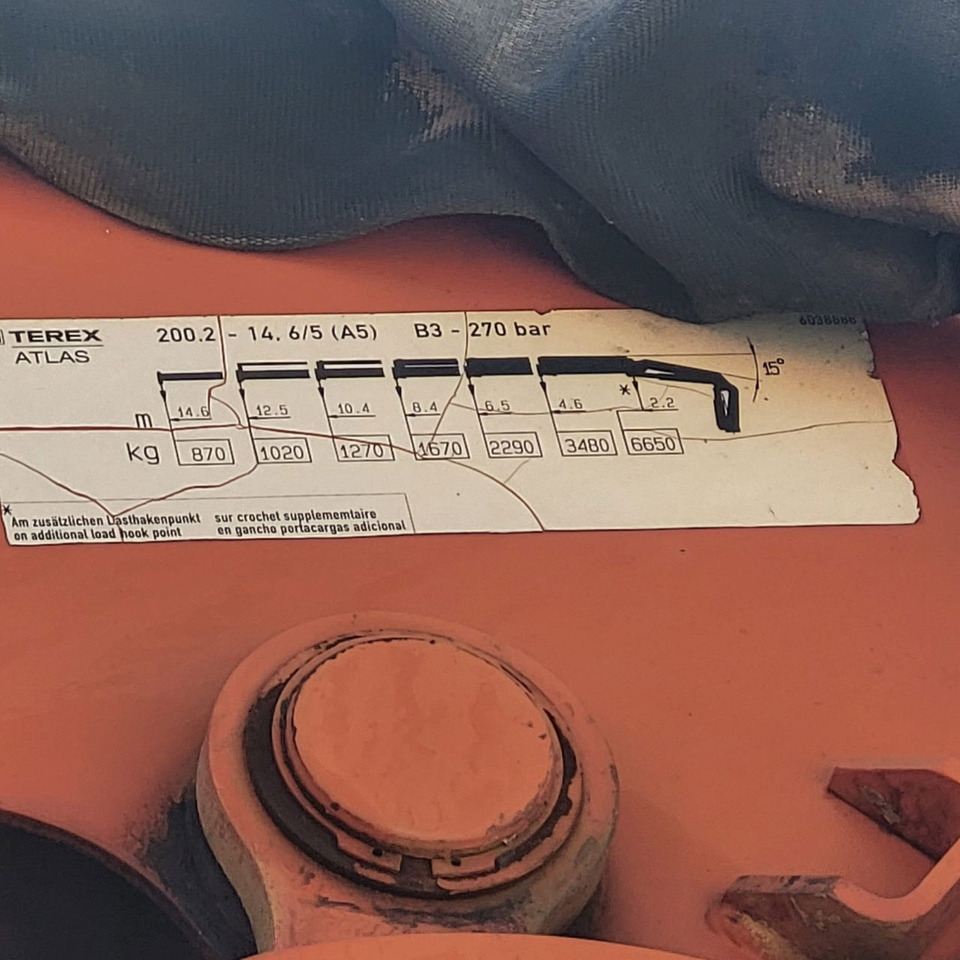 TEREX 200.2 - 14. 6/5 (A5) B3 - 270 bar
ATLAS
15°
m 14.6 12.5 10.4 8.4 6.5 4.6 * 2.2
kg 870 1020 1270 1670 2290 3480 6650
*
Am zusätzlichen Lasthakenpunkt sur crochet supplememtaire
on additional load hook point en gancho portacargas adicional